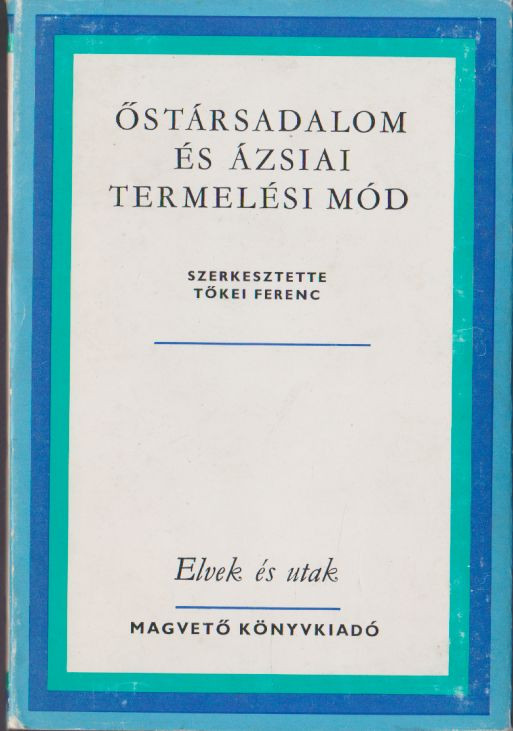 ŐSTÁRSADALOM
ÉS ÁZSIAI
TERMELÉSI MÓD
SZERKESZTETTE
TŐKEI FERENC
Elvek és utak
MAGVETŐ KÖNYVKIADÓ